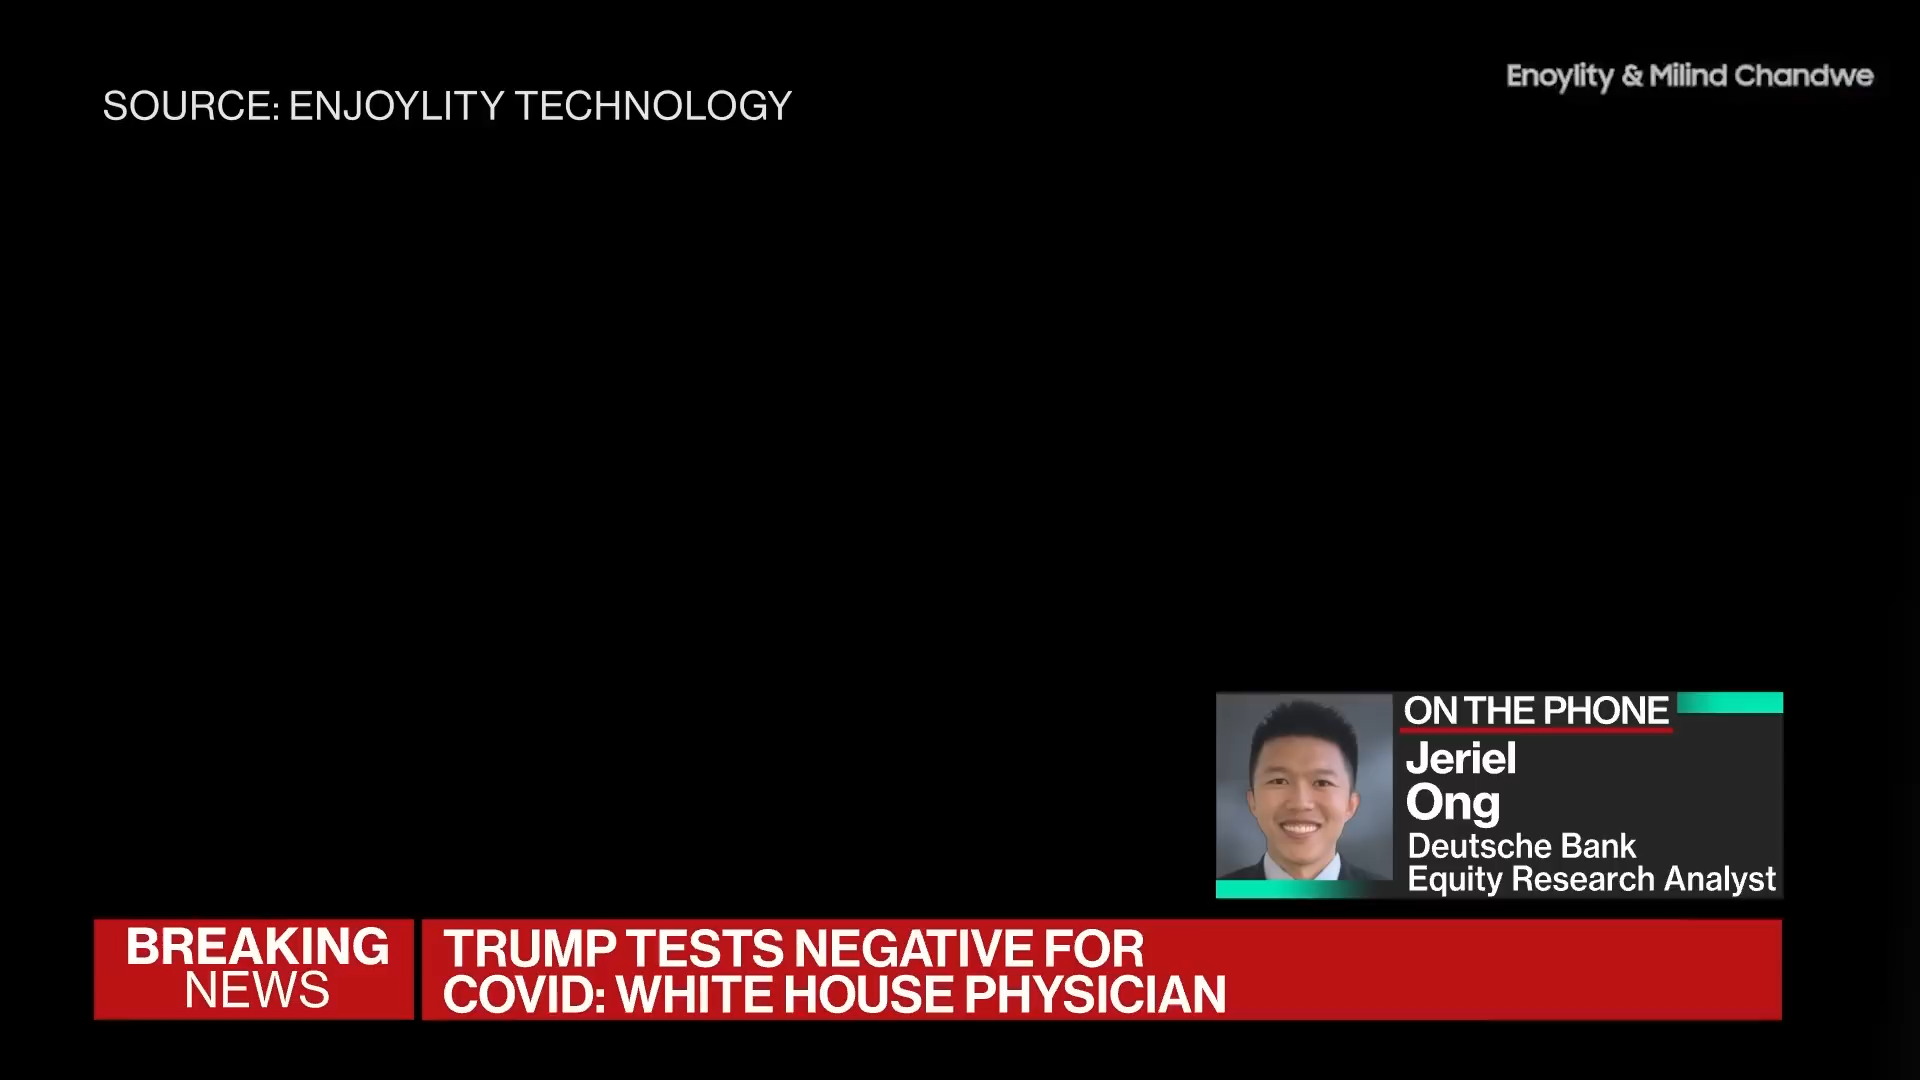 Enoylity & Milind Chandwe
SOURCE: ENJOYLITY TECHNOLOGY
ON THE PHONE
Jeriel
Ong
Deutsche Bank
Equity Research Analyst
BREAKING
NEWS
TRUMP TESTS NEGATIVE FOR
COVID: WHITE HOUSE PHYSICIAN